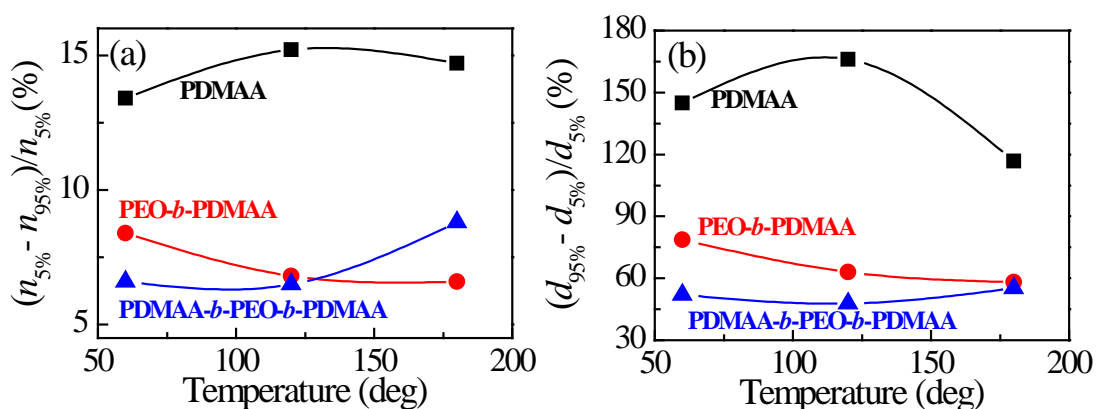 (a)
PDMAA
PEO-b-PDMAA
PDMAA-b-PEO-b-PDMAA
(n5% - n95%)/n5% (%)
15
10
5
50 100 150 200
Temperature (deg)
(b)
PDMAA
PEO-b-PDMAA
PDMAA-b-PEO-b-PDMAA
(d95% - d5%)/d5% (%)
180
150
120
90
60
30
50 100 150 200
Temperature (deg)